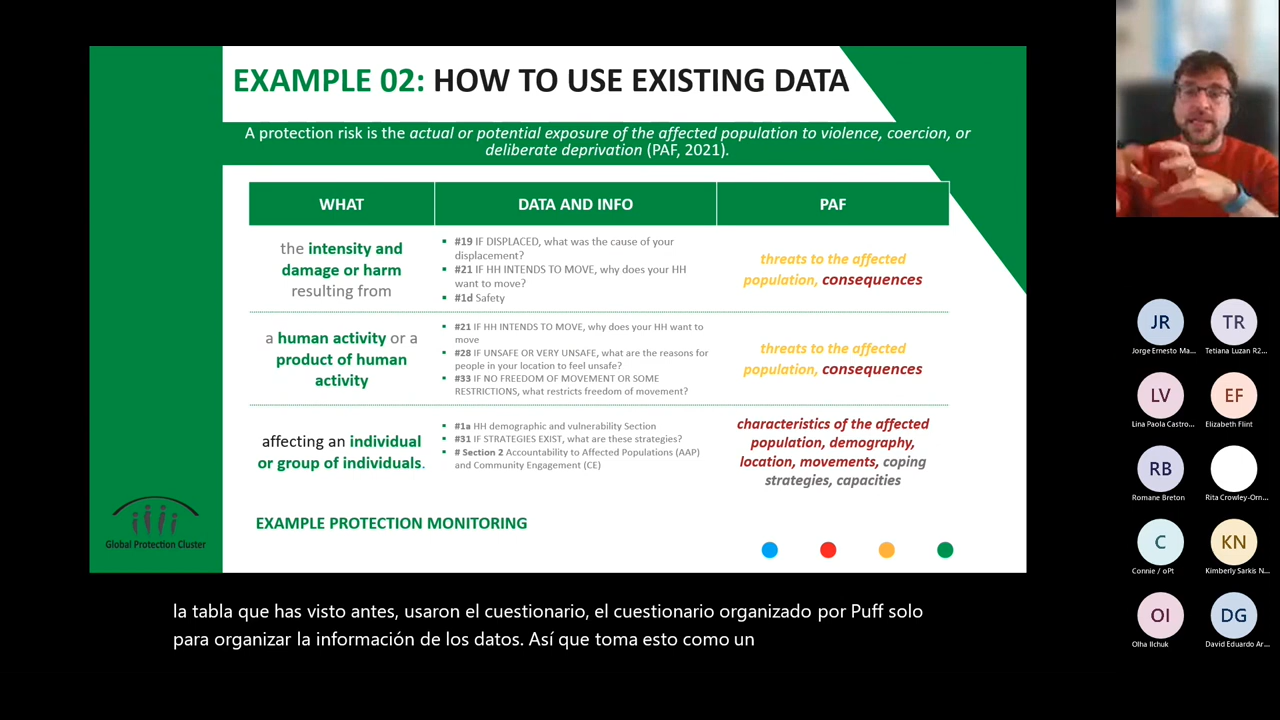 EXAMPLE 02: HOW TO USE EXISTING DATA
A protection risk is the actual or potential exposure of the affected population to violence, coercion, or
deliberate deprivation (PAF, 2021).
WHAT
DATA AND INFO
PAF
the intensity and
damage or harm
resulting from
#19 IF DISPLACED, what was the cause of your
displacement?
#21 IF HH INTENDS TO MOVE, why does your HH
want to move?
#1d Safety
threats to the affected
population, consequences
a human activity or a
product of human
activity
#21 IF HH INTENDS TO MOVE, why does your HH want to
move
#28 IF UNSAFE OR VERY UNSAFE, what are the reasons for
people in your location to feel unsafe?
#33 IF NO FREEDOM OF MOVEMENT OR SOME
RESTRICTIONS, what restricts freedom of movement?
threats to the affected
population, consequences
affecting an individual
or group of individuals.
#1a HH demographic and vulnerability Section
#31 IF STRATEGIES EXIST, what are these strategies?
# Section 2 Accountability to Affected Populations (AAP)
and Community Engagement (CE)
characteristics of the affected
population, demography,
location, movements, coping
strategies, capacities
EXAMPLE PROTECTION MONITORING
Global Protection Cluster
la tabla que has visto antes, usaron el cuestionario, el cuestionario organizado por Puff solo
para organizar la información de los datos. Así que toma esto como un
JR
Jorge Ernesto Ma...
TR
Tetiana Luzan R2...
LV
Lina Paola Castro...
EF
Elizabeth Flint
RB
Romane Breton
Rita Crowley-Orn...
C
Connie / oPt
KN
Kimberly Sarkis N...
OI
Olha Ilchuk
DG
David Eduardo Ar...